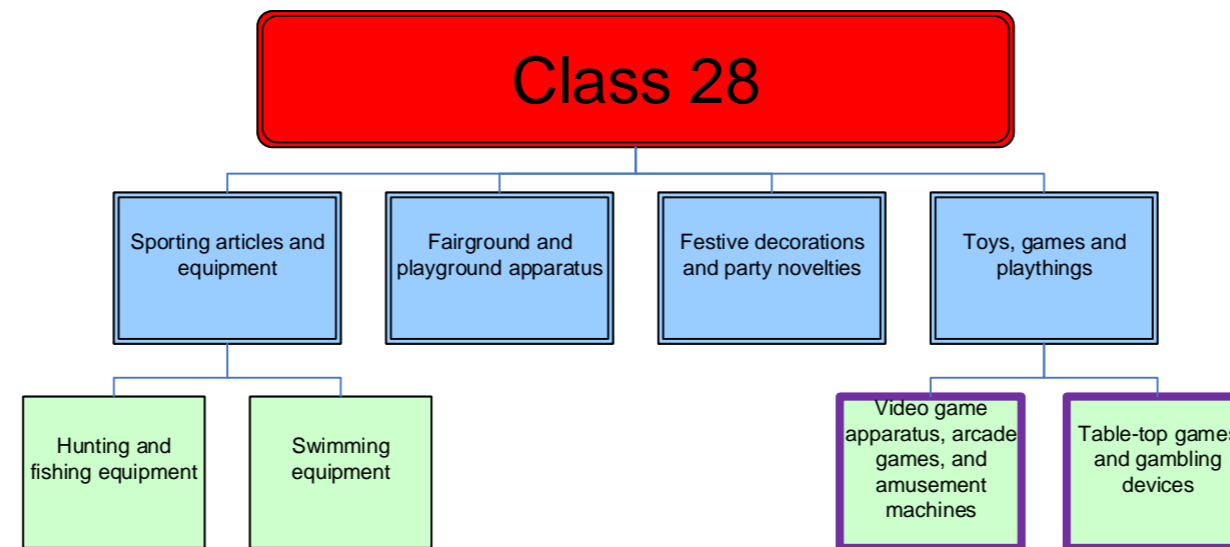 Class 28
Sporting articles and
equipment
Fairground and
playground apparatus
Festive decorations
and party novelties
Toys, games and
playthings
Hunting and
fishing equipment
Swimming
equipment
Video game
apparatus, arcade
games, and
amusement
machines
Table-top games
and gambling
devices